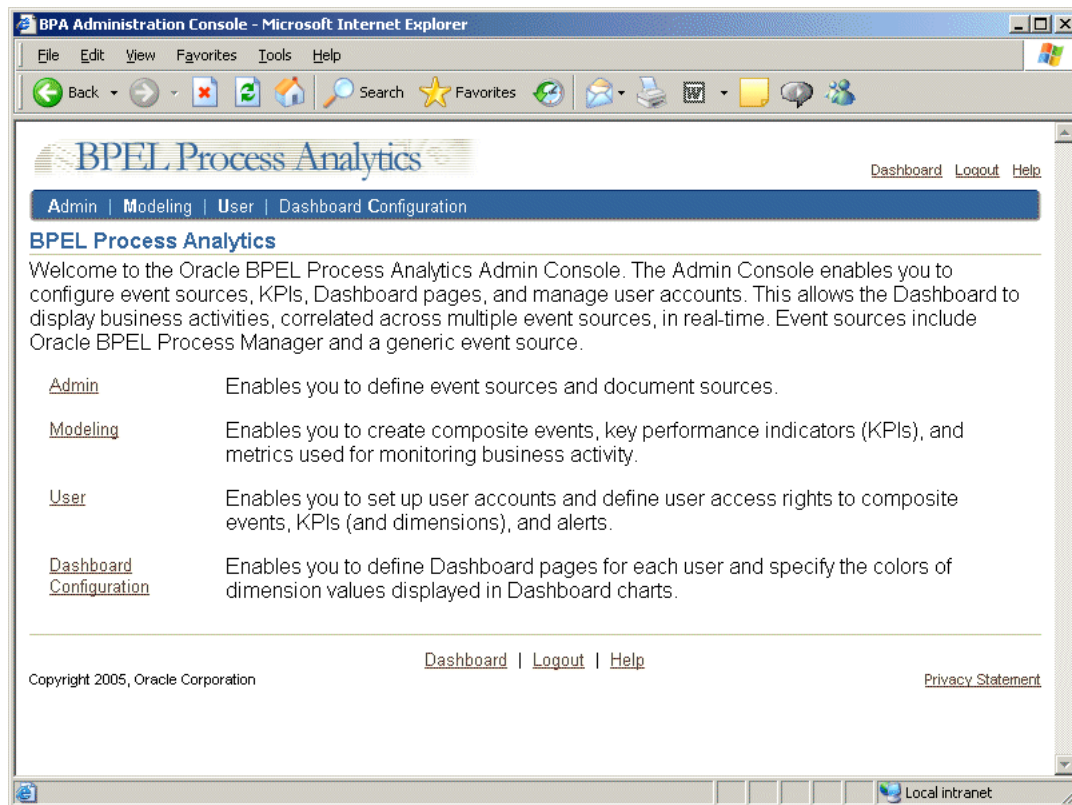 BPA Administration Console - Microsoft Internet Explorer
File Edit View Favorites Tools Help
Back Search Favorites
BPEL Process Analytics
Dashboard Logout Help
Admin | Modeling | User | Dashboard Configuration
BPEL Process Analytics
Welcome to the Oracle BPEL Process Analytics Admin Console. The Admin Console enables you to
configure event sources, KPIs, Dashboard pages, and manage user accounts. This allows the Dashboard to
display business activities, correlated across multiple event sources, in real-time. Event sources include
Oracle BPEL Process Manager and a generic event source.
Admin Enables you to define event sources and document sources.
Modeling Enables you to create composite events, key performance indicators (KPIs), and
metrics used for monitoring business activity.
User Enables you to set up user accounts and define user access rights to composite
events, KPIs (and dimensions), and alerts.
Dashboard Enables you to define Dashboard pages for each user and specify the colors of
Configuration dimension values displayed in Dashboard charts.
Dashboard | Logout | Help
Copyright 2005, Oracle Corporation Privacy Statement
Local intranet